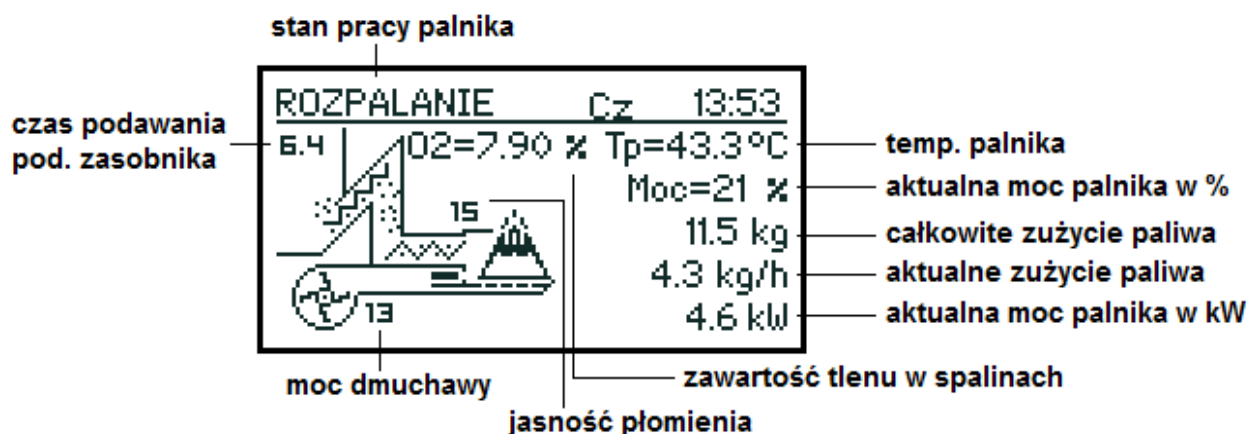 stan pracy palnika
ROZPALANIE Cz 13:53
czas podawania
pod. zasobnika
6.4 O2=7.90 % Tp=43.3°C
temp. palnika
Moc=21 %
aktualna moc palnika w %
15
11.5 kg
całkowite zużycie paliwa
4.3 kg/h
aktualne zużycie paliwa
13
4.6 kW
aktualna moc palnika w kW
moc dmuchawy
zawartość tlenu w spalinach
jasność płomienia